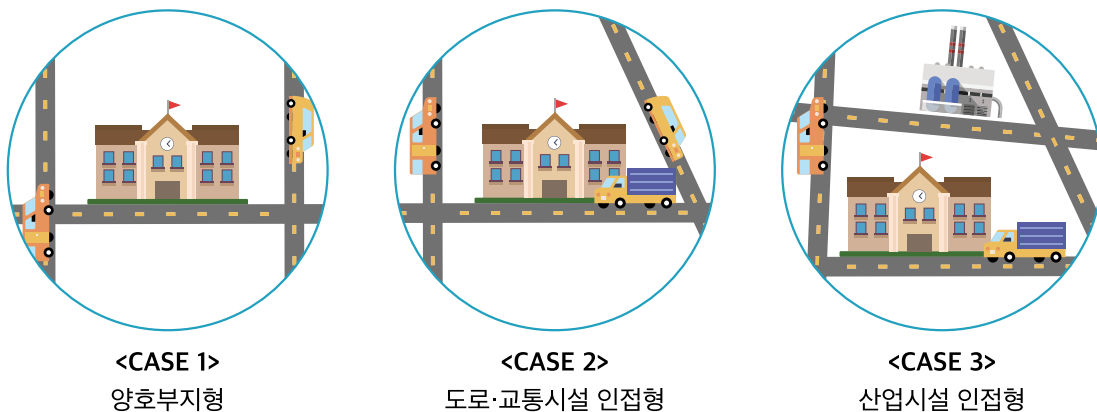 <CASE 1>
양호부지형
<CASE 2>
도로·교통시설 인접형
<CASE 3>
산업시설 인접형